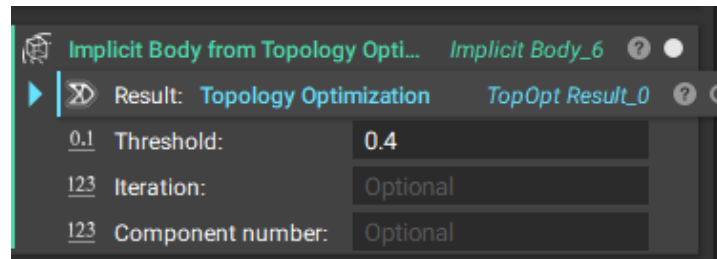 Implicit Body from Topology Opti... Implicit Body_6 ?
Result: Topology Optimization TopOpt Result_0 ?
0.1 Threshold: 0.4
123 Iteration: Optional
123 Component number: Optional